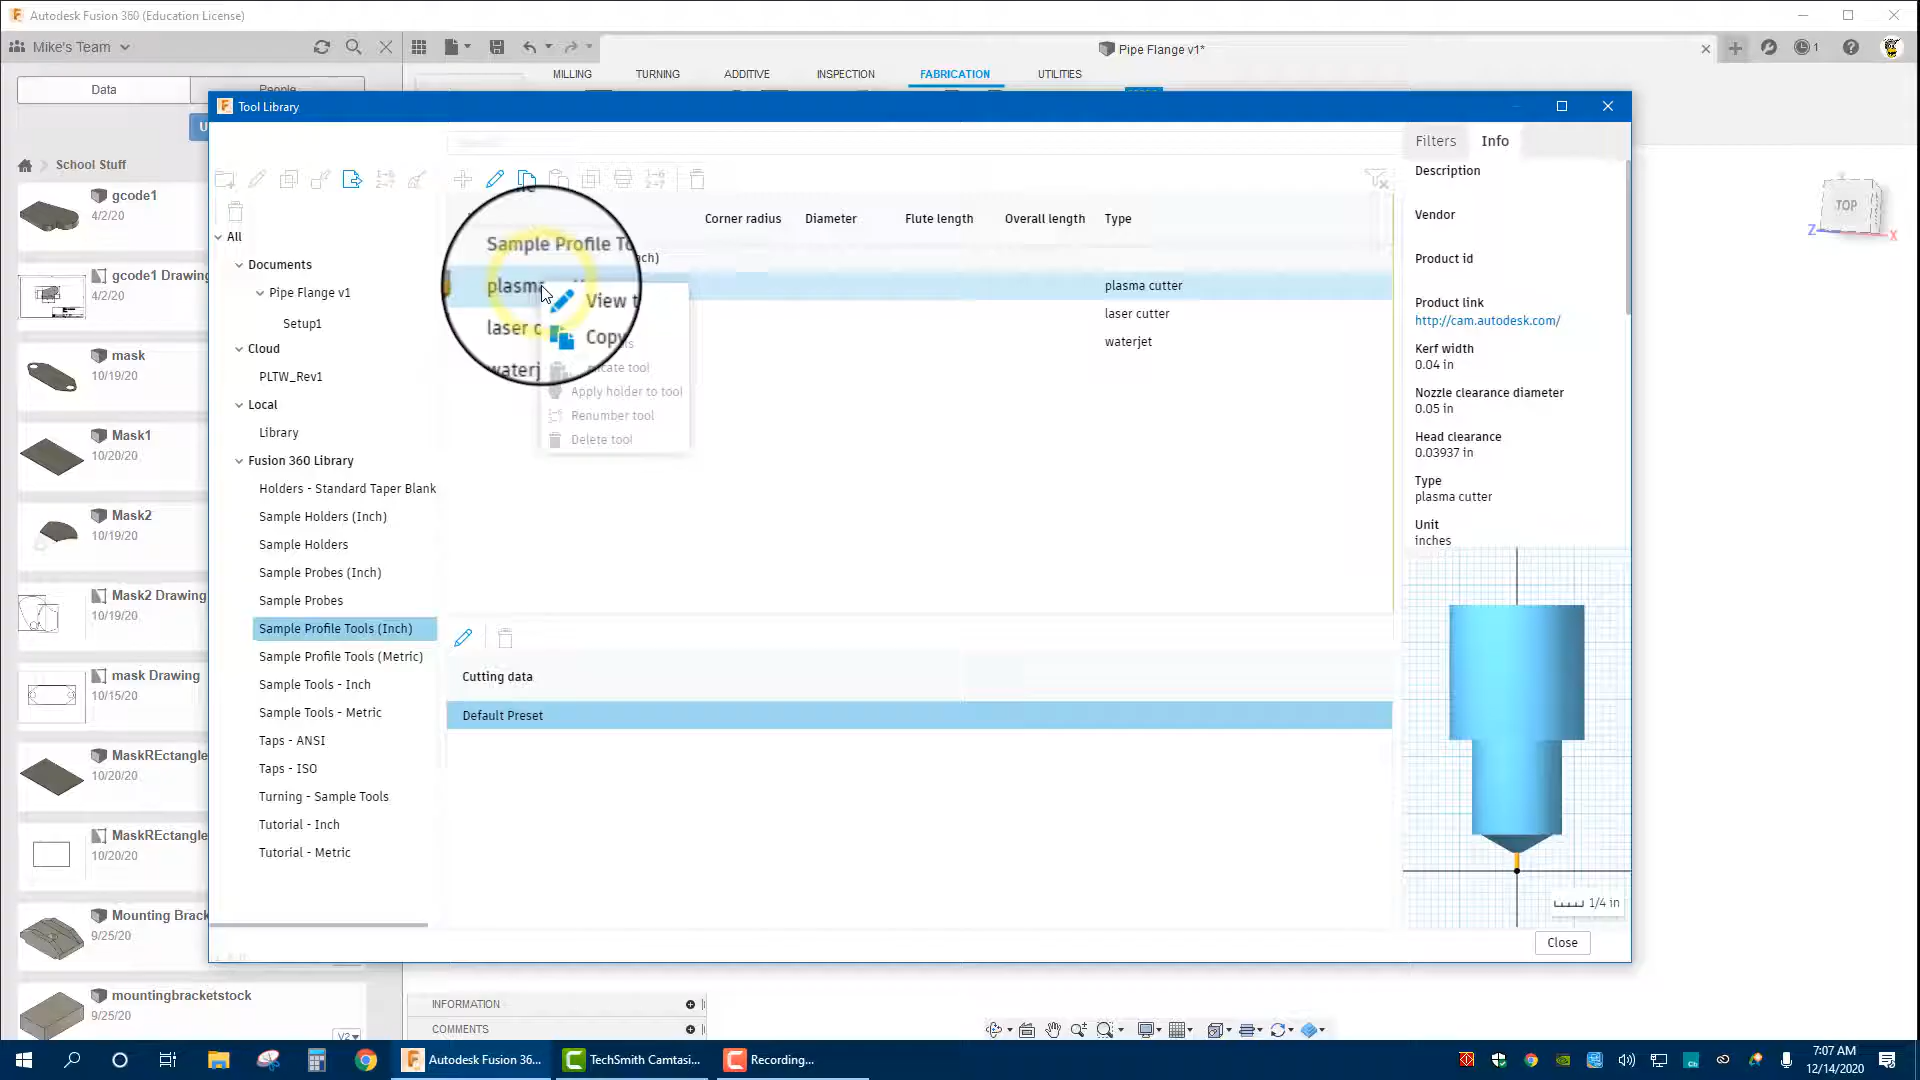 Autodesk Fusion 360 (Education License)
Mike's Team
1
Pipe Flange v1*
MILLING TURNING ADDITIVE INSPECTION FABRICATION UTILITIES
Data People
Tool Library
U
School Stuff
gcode1
4/2/20
gcode1 Drawing
4/2/20
mask
10/19/20
Mask1
10/20/20
Mask2
10/19/20
Mask2 Drawing
10/19/20
mask Drawing
10/15/20
MaskREctangle
10/20/20
MaskREctangle
10/20/20
Mounting Brack
9/25/20
mountingbracketstock
9/25/20
V2
All
Documents
Pipe Flange v1
Setup1
Cloud
PLTW_Rev1
Local
Library
Fusion 360 Library
Holders - Standard Taper Blank
Sample Holders (Inch)
Sample Holders
Sample Probes (Inch)
Sample Probes
Sample Profile Tools (Inch)
Sample Profile Tools (Metric)
Sample Tools - Inch
Sample Tools - Metric
Taps - ANSI
Taps - ISO
Turning - Sample Tools
Tutorial - Inch
Tutorial - Metric
Corner radius Diameter Flute length Overall length Type
Sample Profile To
nch)
plasma
plasma cutter
laser c
laser cutter
waterj
waterjet
View t
Copy
Apply holder to tool
Renumber tool
Delete tool
Cutting data
Default Preset
Filters Info
Description
Vendor
Product id
Product link
http://cam.autodesk.com/
Kerf width
0.04 in
Nozzle clearance diameter
0.05 in
Head clearance
0.03937 in
Type
plasma cutter
Unit
inches
1/4 in
Close
TOP
Z
X
INFORMATION
COMMENTS
Autodesk Fusion 36...
TechSmith Camtasi...
Recording...
7:07 AM
12/14/2020